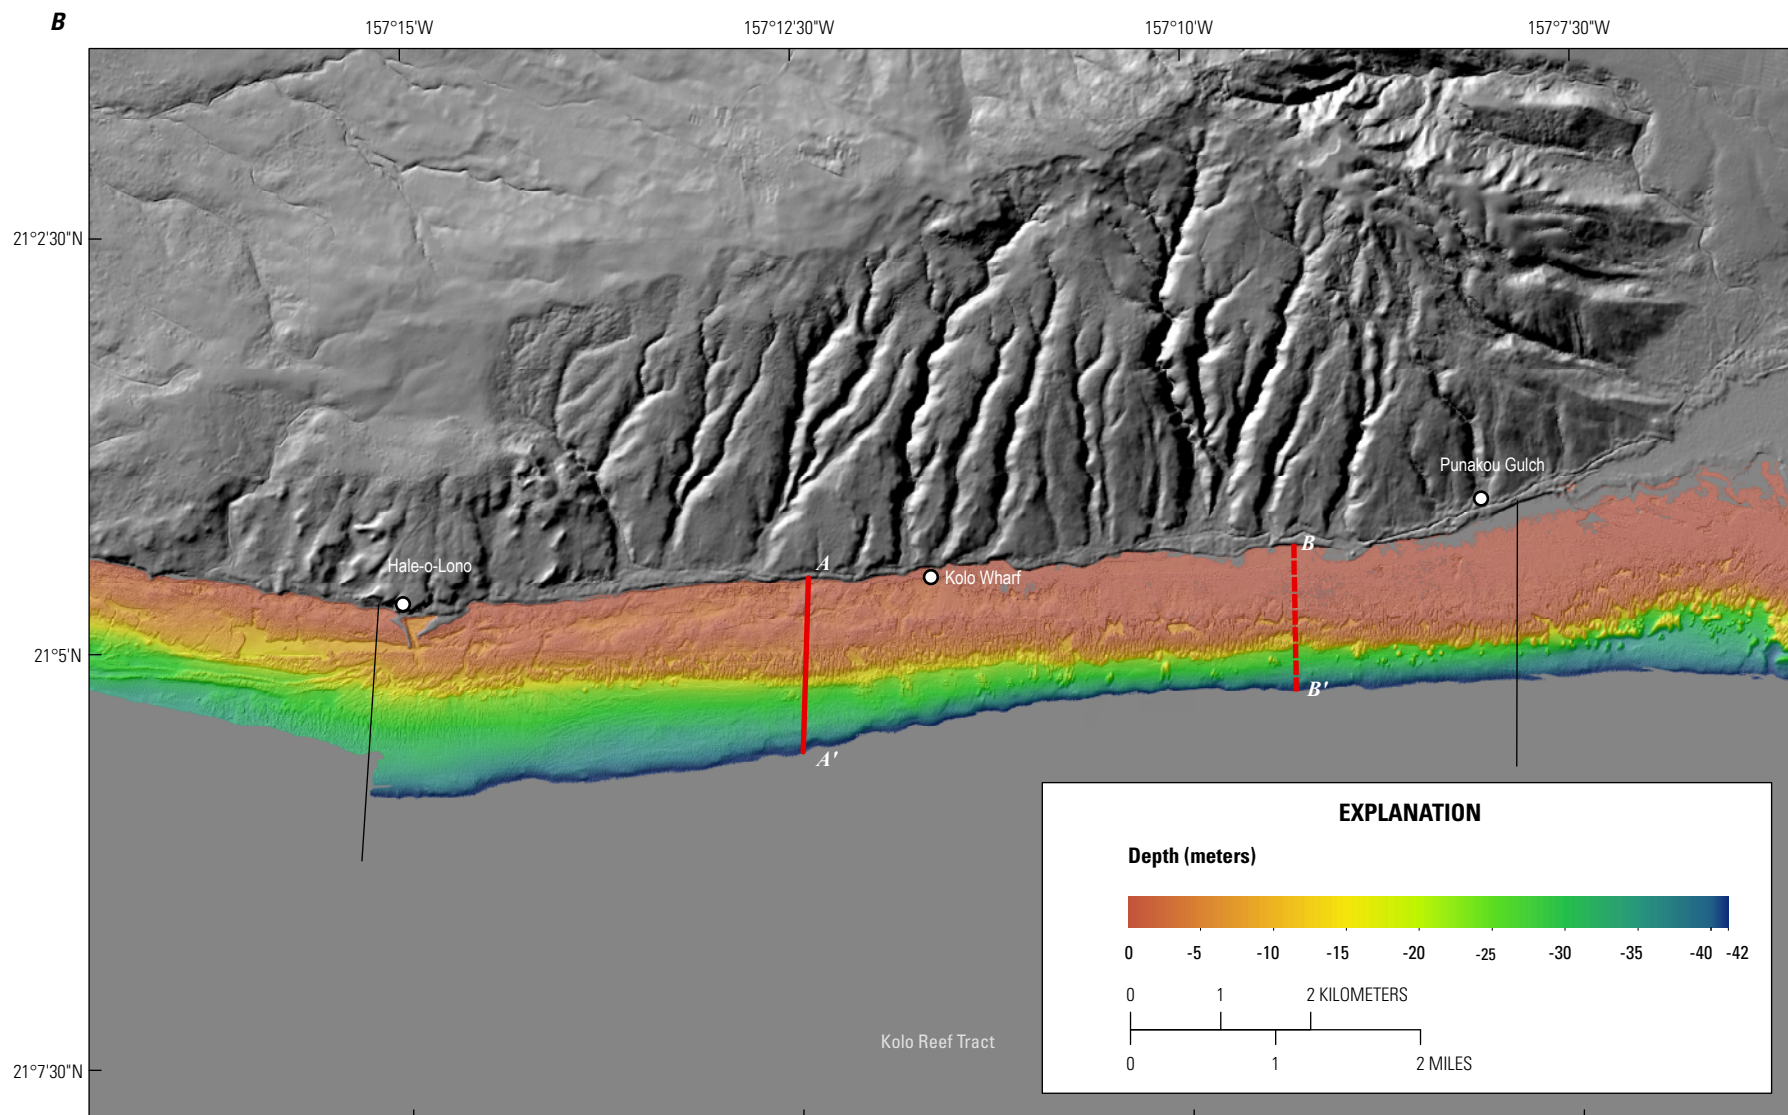 B
157°15'W
157°12'30"W
157°10'W
157°7'30"W
21°2'30"N
Punakou Gulch
B
A
Hale-o-Lono
Kolo Wharf
21°5'N
B'
A'
EXPLANATION
Depth (meters)
0 -5 -10 -15 -20 -25 -30 -35 -40 -42
0 1 2 KILOMETERS
Kolo Reef Tract
0 1 2 MILES
21°7'30"N